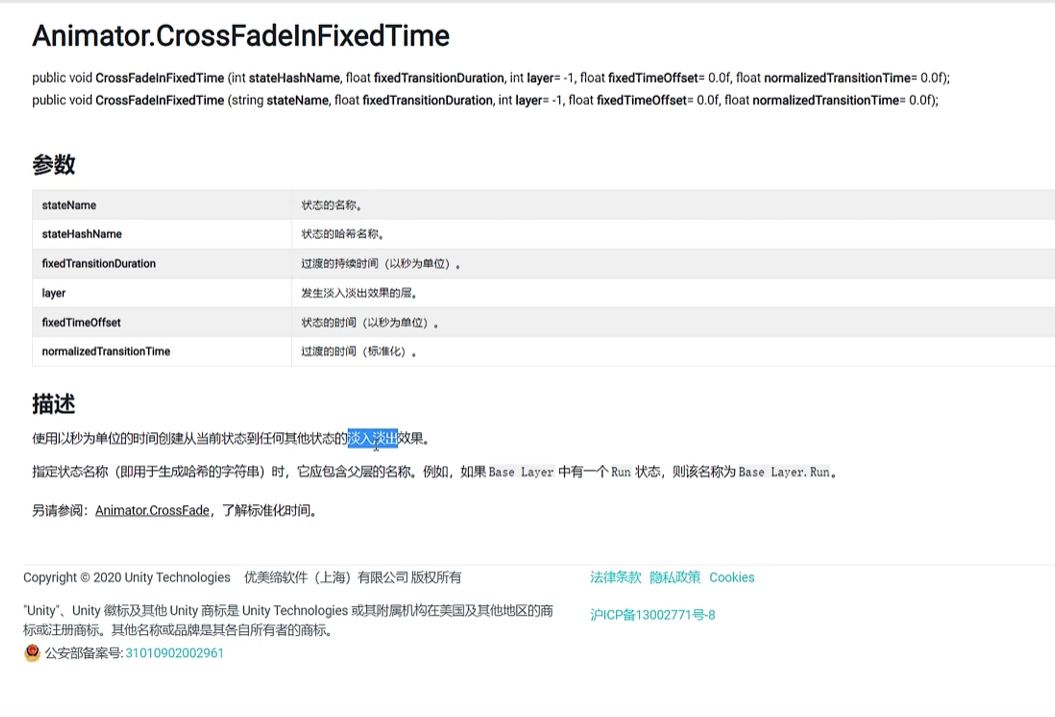 Animator.CrossFadeInFixedTime
public void CrossFadeInFixedTime (int stateHashName, float fixedTransitionDuration, int layer= -1, float fixedTimeOffset= 0.0f, float normalizedTransitionTime= 0.0f);
public void CrossFadeInFixedTime (string stateName, float fixedTransitionDuration, int layer= -1, float fixedTimeOffset= 0.0f, float normalizedTransitionTime= 0.0f);
参数
stateName 状态的名称。
stateHashName 状态的哈希名称。
fixedTransitionDuration 过渡的持续时间（以秒为单位）。
layer 发生淡入淡出效果的层。
fixedTimeOffset 状态的时间（以秒为单位）。
normalizedTransitionTime 过渡的时间（标准化）。
描述
使用以秒为单位的时间创建从当前状态到任何其他状态的淡入淡出效果。
指定状态名称（即用于生成哈希的字符串）时，它应包含父层的名称。例如，如果 Base Layer 中有一个 Run 状态，则该名称为 Base Layer.Run。
另请参阅：Animator.CrossFade，了解标准化时间。
Copyright © 2020 Unity Technologies 优美缔软件（上海）有限公司 版权所有
法律条款 隐私政策 Cookies
"Unity"、Unity 徽标及其他 Unity 商标是 Unity Technologies 或其附属机构在美国及其他地区的商
标或注册商标。其他名称或品牌是其各自所有者的商标。
沪ICP备13002771号-8
公安部备案号:31010902002961